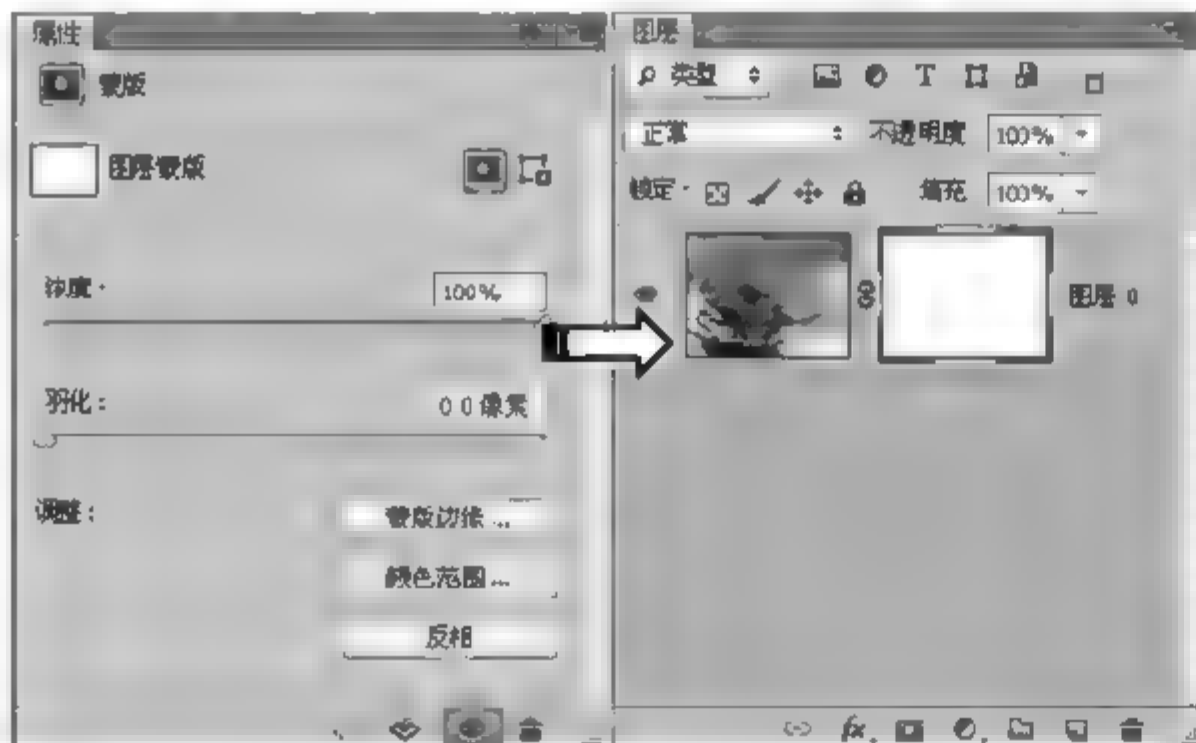 属性
蒙版
图层蒙版
浓度：
100%
羽化：
0.0 像素
调整：
蒙版边缘...
颜色范围...
反相
图层
类型
T
正常
不透明度
100%
锁定：
填充
100%
图层 0
fx